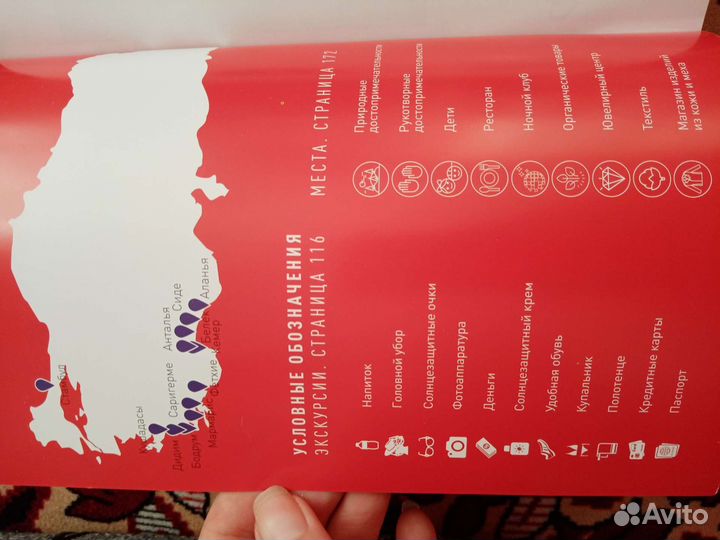 Стамбул
Кушадасы
Дидим
Бодрум
Саригерме
Мармарис
Фетхие
Анталья
Кемер
Белек
Сиде
Аланья
УСЛОВНЫЕ ОБОЗНАЧЕНИЯ
ЭКСКУРСИИ. СТРАНИЦА 116
МЕСТА. СТРАНИЦА 172
Напиток
Головной убор
Солнцезащитные очки
Фотоаппаратура
Деньги
Солнцезащитный крем
Удобная обувь
Купальник
Полотенце
Кредитные карты
Паспорт
Природные
достопримечательности
Рукотворные
достопримечательности
Дети
Ресторан
Ночной клуб
Органические товары
Ювелирный центр
Текстиль
Магазин изделий
из кожи и меха
Avito